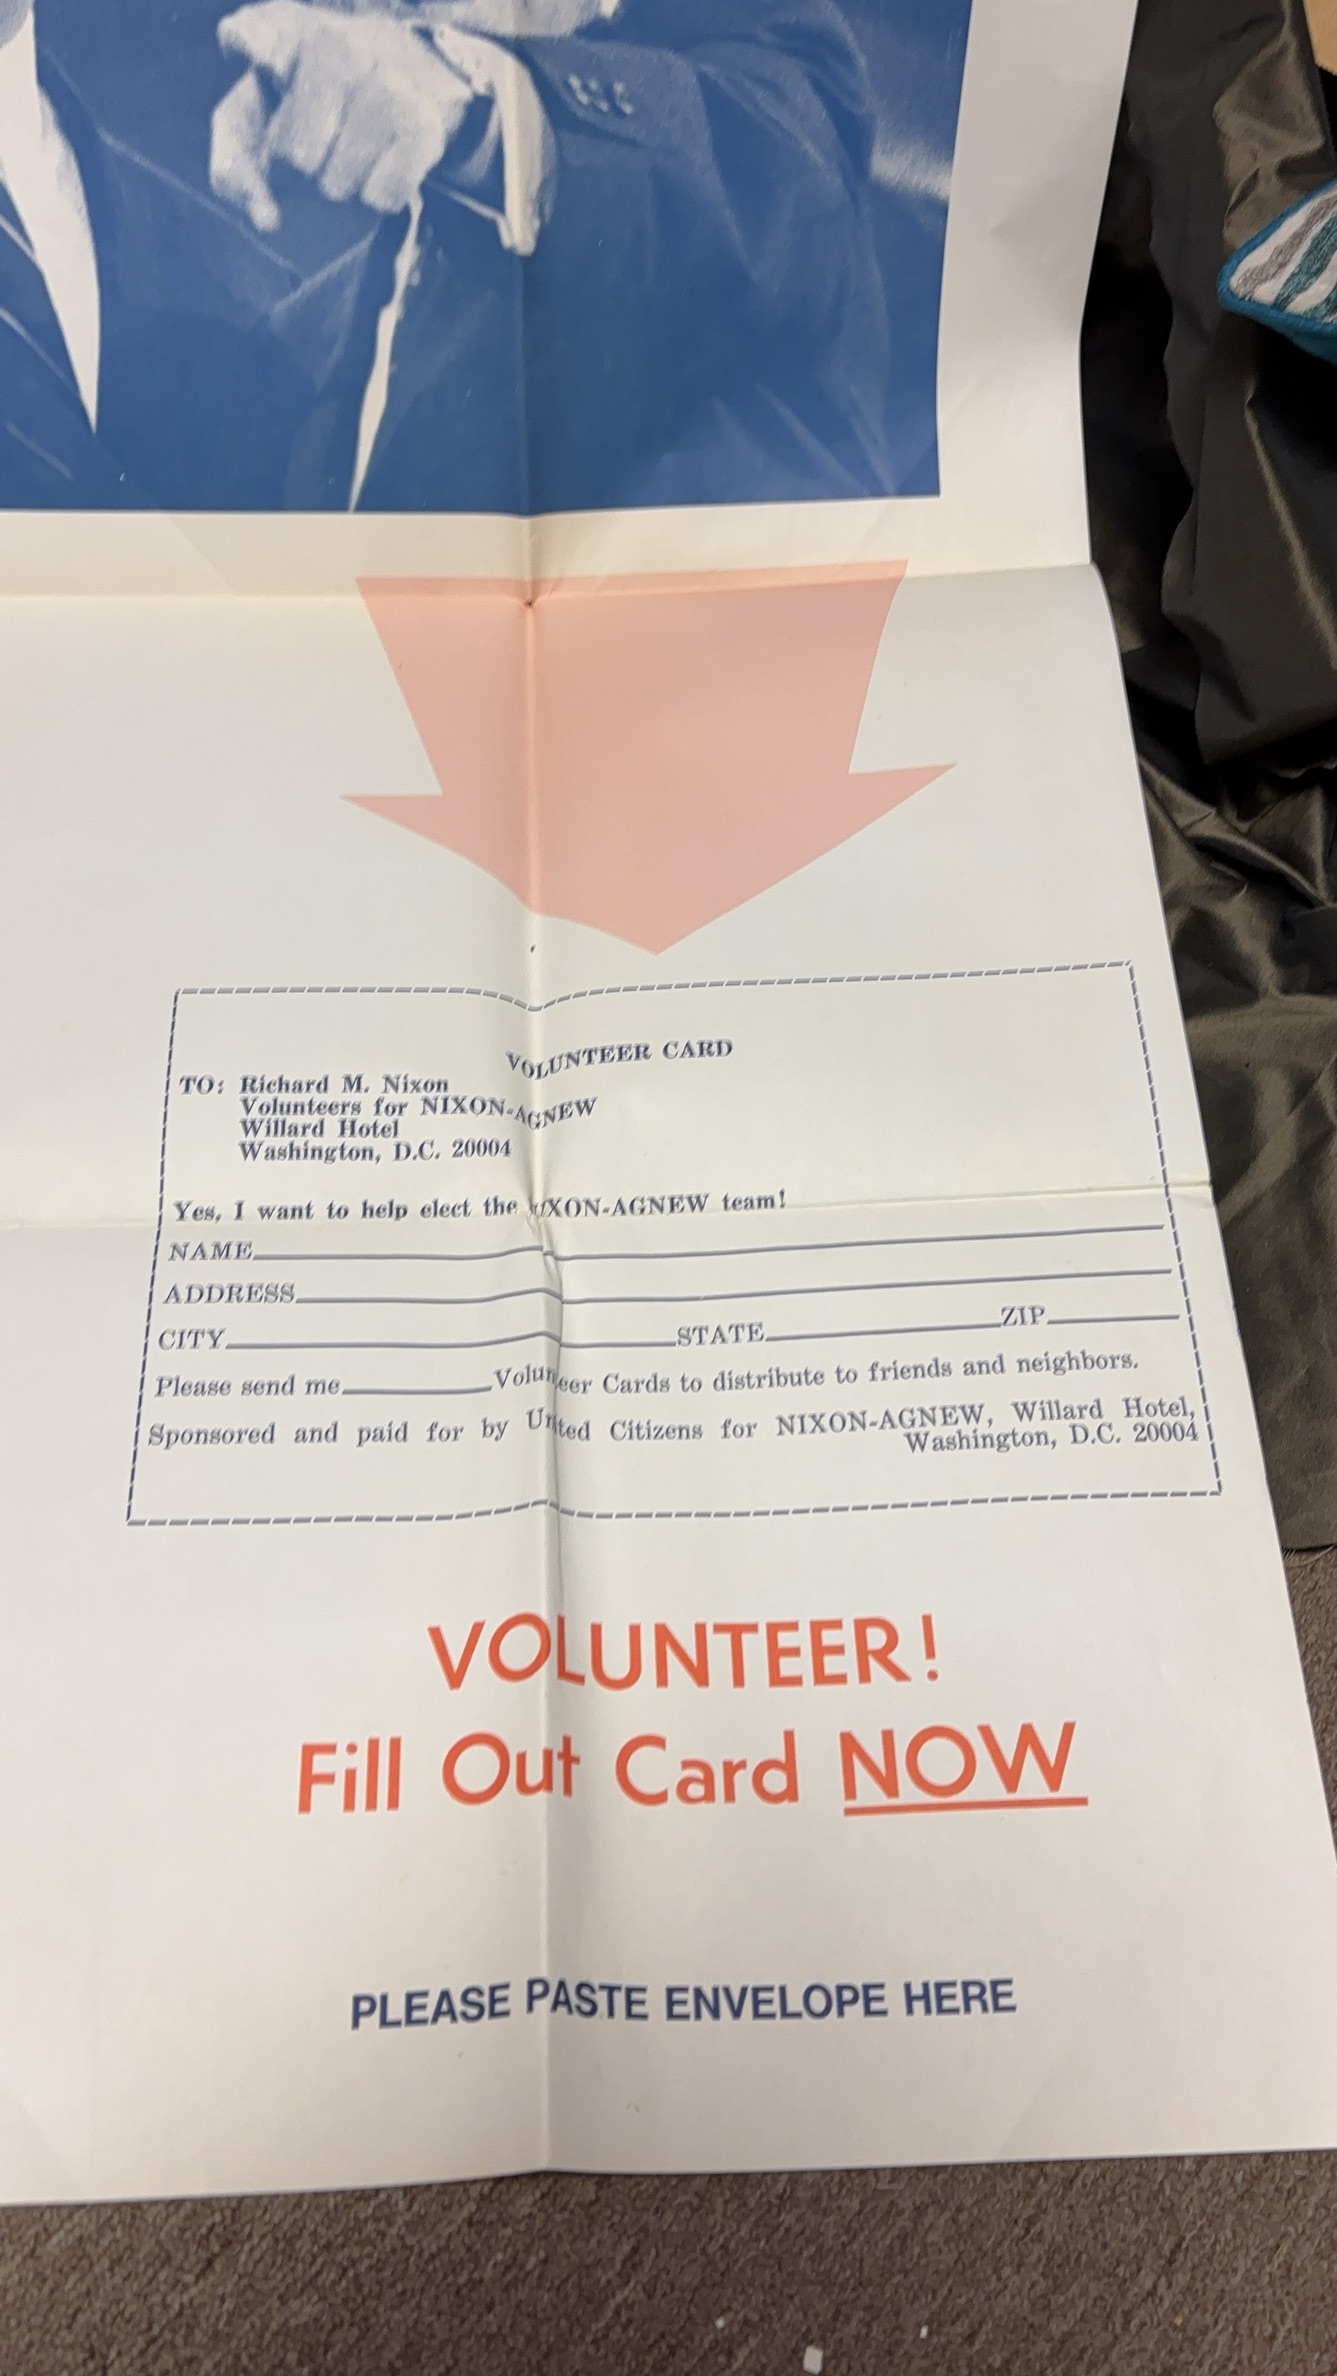 VOLUNTEER CARD
TO: Richard M. Nixon
Volunteers for NIXON-AGNEW
Willard Hotel
Washington, D.C. 20004
Yes, I want to help elect the NIXON-AGNEW team!
NAME
ADDRESS
CITY STATE ZIP
Please send me Volunteer Cards to distribute to friends and neighbors.
Sponsored and paid for by United Citizens for NIXON-AGNEW, Willard Hotel,
Washington, D.C. 20004
VOLUNTEER!
Fill Out Card NOW
PLEASE PASTE ENVELOPE HERE